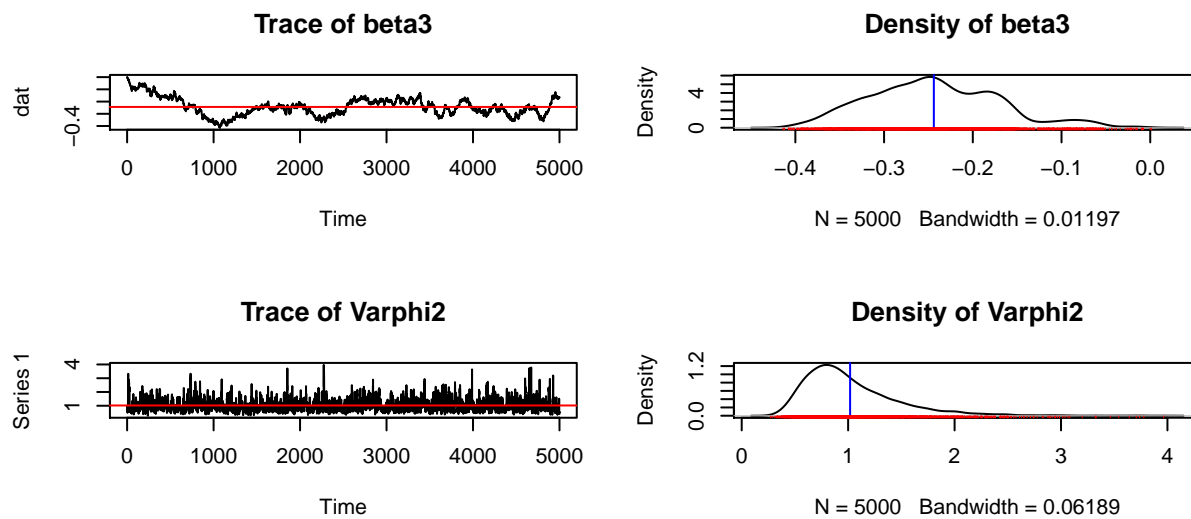 Trace of beta3
dat
−0.4
0 1000 2000 3000 4000 5000
Time
Density of beta3
Density
0 4
−0.4 −0.3 −0.2 −0.1 0.0
N = 5000 Bandwidth = 0.01197
Trace of Varphi2
Series 1
1 4
0 1000 2000 3000 4000 5000
Time
Density of Varphi2
Density
0.0 1.2
0 1 2 3 4
N = 5000 Bandwidth = 0.06189